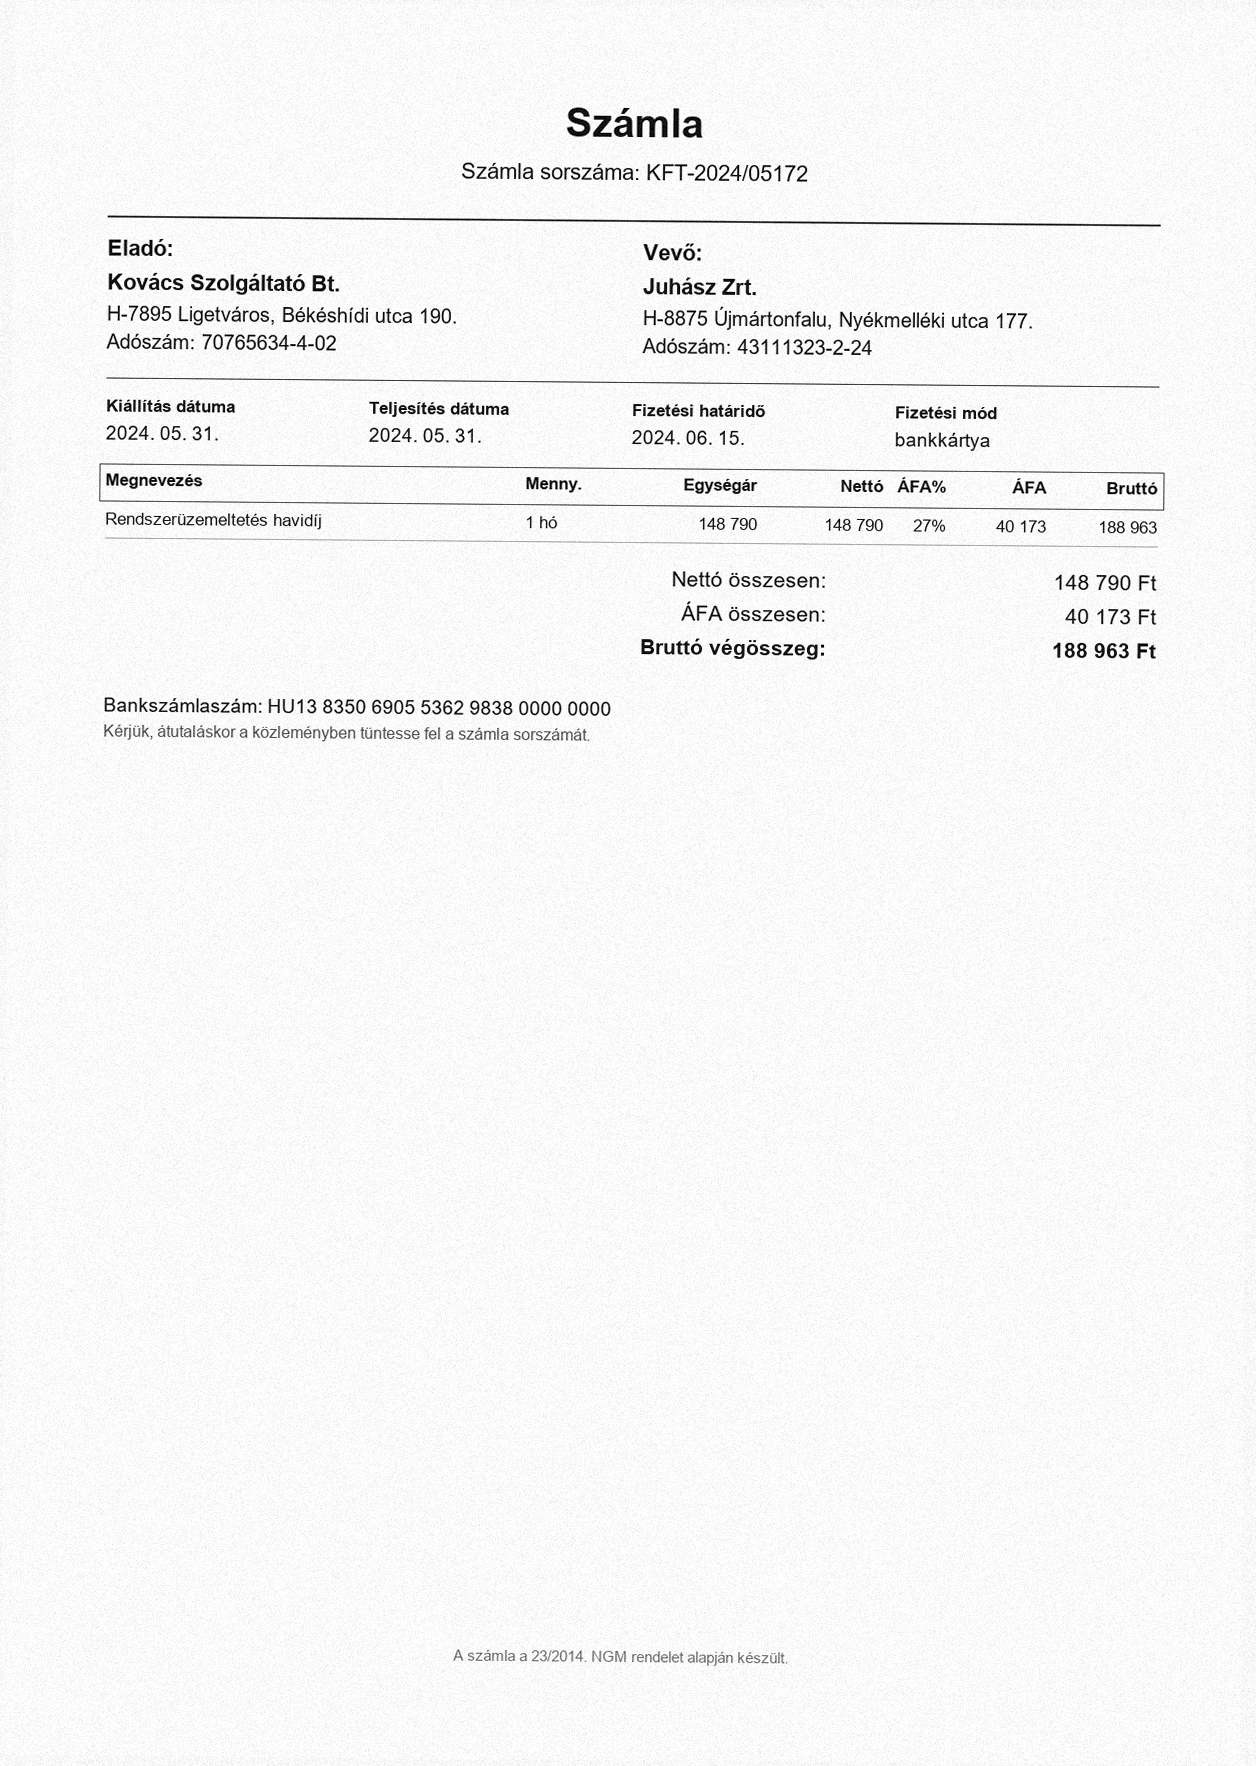 Számla
Számla sorszáma: KFT-2024/05172
Eladó:
Kovács Szolgáltató Bt.
H-7895 Ligetváros, Békéshídi utca 190.
Adószám: 70765634-4-02
Vevő:
Juhász Zrt.
H-8875 Újmártonfalu, Nyékmelléki utca 177.
Adószám: 43111323-2-24
Kiállítás dátuma Teljesítés dátuma Fizetési határidő Fizetési mód
2024. 05. 31. 2024. 05. 31. 2024. 06. 15. bankkártya
Megnevezés Menny. Egységár Nettó ÁFA% ÁFA Bruttó
Rendszerüzemeltetés havidíj 1 hó 148 790 148 790 27% 40 173 188 963
Nettó összesen: 148 790 Ft
ÁFA összesen: 40 173 Ft
Bruttó végösszeg: 188 963 Ft
Bankszámlaszám: HU13 8350 6905 5362 9838 0000 0000
Kérjük, átutaláskor a közleményben tüntesse fel a számla sorszámát.
A számla a 23/2014. NGM rendelet alapján készült.